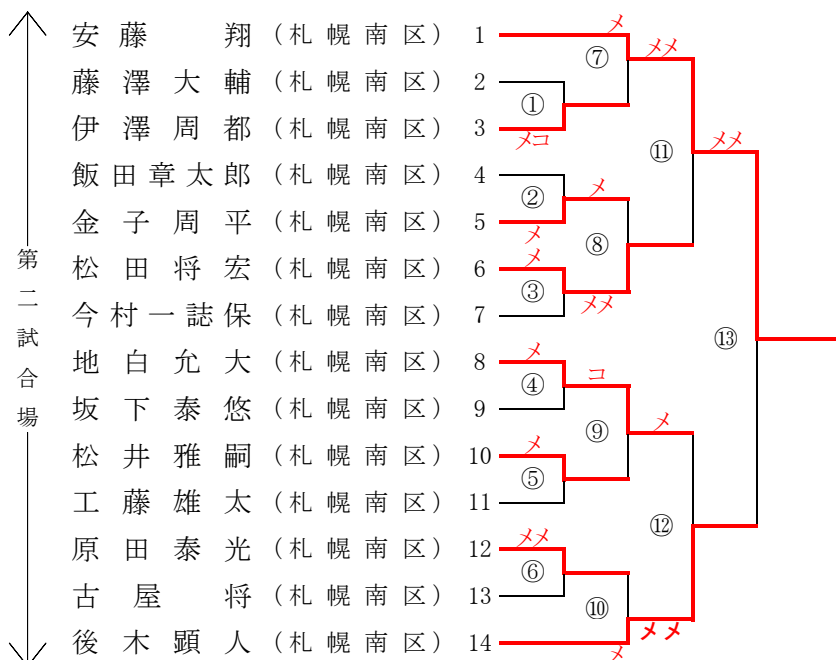 第二試合場
安藤 翔 (札幌南区) 1
藤澤大輔 (札幌南区) 2
伊澤周都 (札幌南区) 3
飯田章太郎 (札幌南区) 4
金子周平 (札幌南区) 5
松田将宏 (札幌南区) 6
今村一誌保 (札幌南区) 7
地白允大 (札幌南区) 8
坂下泰悠 (札幌南区) 9
松井雅嗣 (札幌南区) 10
工藤雄太 (札幌南区) 11
原田泰光 (札幌南区) 12
古屋 将 (札幌南区) 13
後木顕人 (札幌南区) 14
メ
メコ
メ
メ
メ
メ
メメ
メ
①
②
③
④
⑤
⑥
⑦
メ
⑧
メメ
コ
⑨
⑩
メメ
メメ
⑪
メ
⑫
メメ
⑬